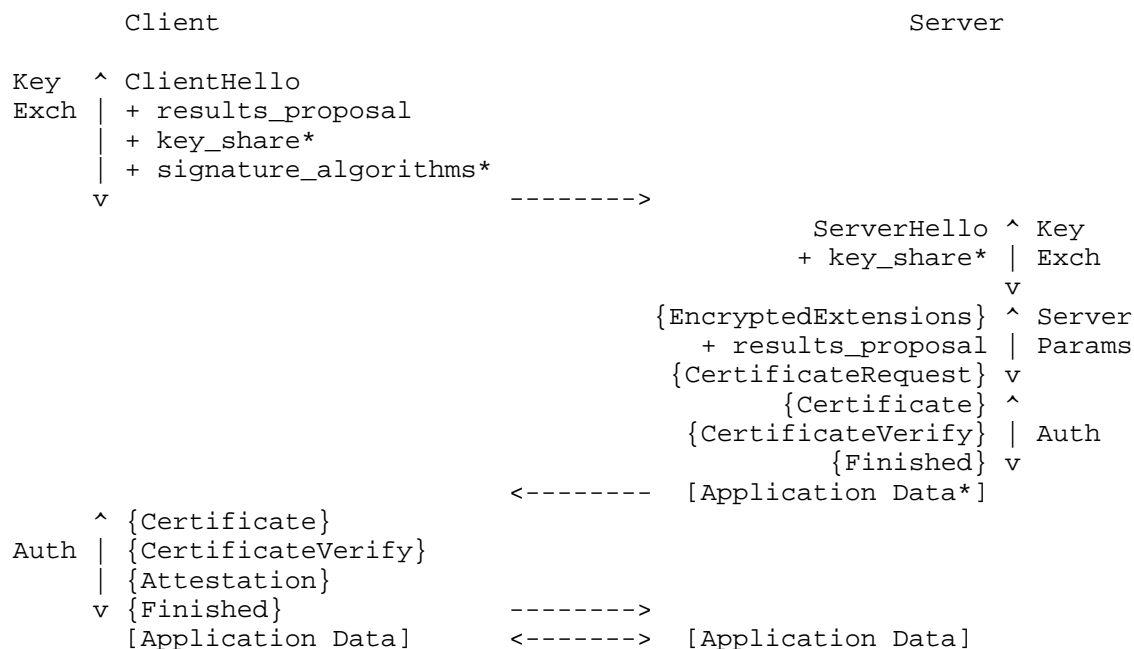 Client                                           Server

Key  ^ ClientHello
Exch | + results_proposal
     | + key_share*
     | + signature_algorithms*
     v                         -------->
                                                  ServerHello ^ Key
                                                 + key_share* | Exch
                                                              v
                                        {EncryptedExtensions} ^ Server
                                           + results_proposal | Params
                                         {CertificateRequest} v
                                                {Certificate} ^
                                          {CertificateVerify} | Auth
                                                   {Finished} v
                               <-------- [Application Data*]
     ^ {Certificate}
Auth | {CertificateVerify}
     | {Attestation}
     v {Finished}              -------->
       [Application Data]      <------->  [Application Data]